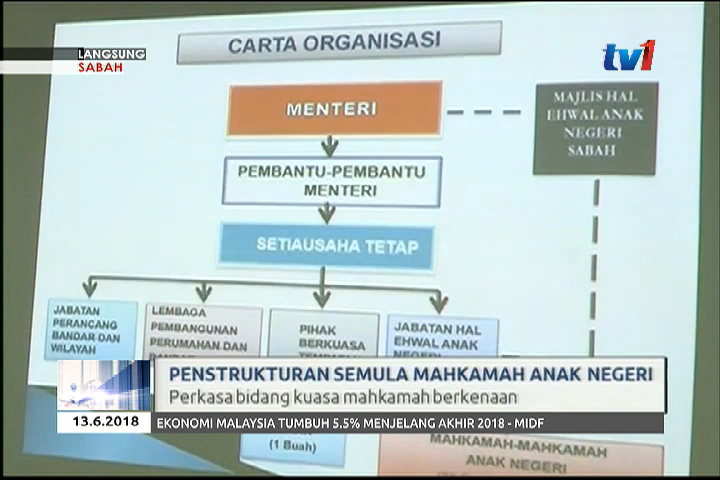 LANGSUNG
SABAH
tv1
CARTA ORGANISASI
MENTERI
MAJLIS HAL
EHWAL ANAK
NEGERI
SABAH
PEMBANTU-PEMBANTU
MENTERI
SETIAUSAHA TETAP
JABATAN
PERANCANG
BANDAR DAN
WILAYAH
LEMBAGA
PEMBANGUNAN
PERUMAHAN DAN
PIHAK
BERKUASA
JABATAN HAL
EHWAL ANAK
NEGERI
PENSTRUKTURAN SEMULA MAHKAMAH ANAK NEGERI
Perkasa bidang kuasa mahkamah berkenaan
13.6.2018
EKONOMI MALAYSIA TUMBUH 5.5% MENJELANG AKHIR 2018 - MIDF
(1 Buah)
MAHKAMAH-MAHKAMAH
ANAK NEGERI